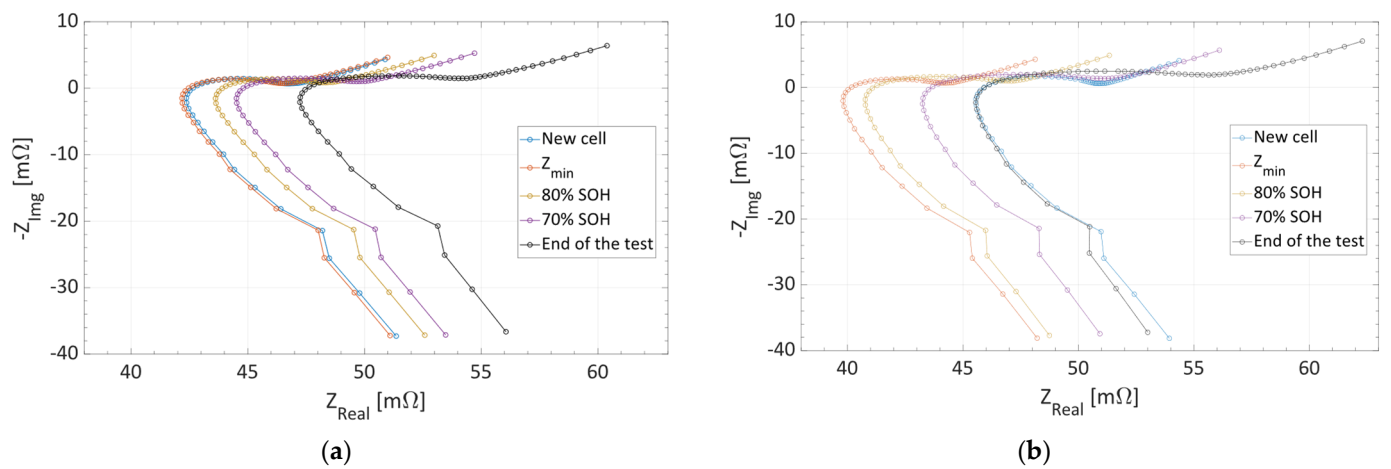 10
0
-10
-20
-30
-40
40
45
50
55
60
-Z_Img [mΩ]
Z_Real [mΩ]
New cell
Z_min
80% SOH
70% SOH
End of the test
(a)
10
0
-10
-20
-30
-40
40
45
50
55
60
-Z_Img [mΩ]
Z_Real [mΩ]
New cell
Z_min
80% SOH
70% SOH
End of the test
(b)